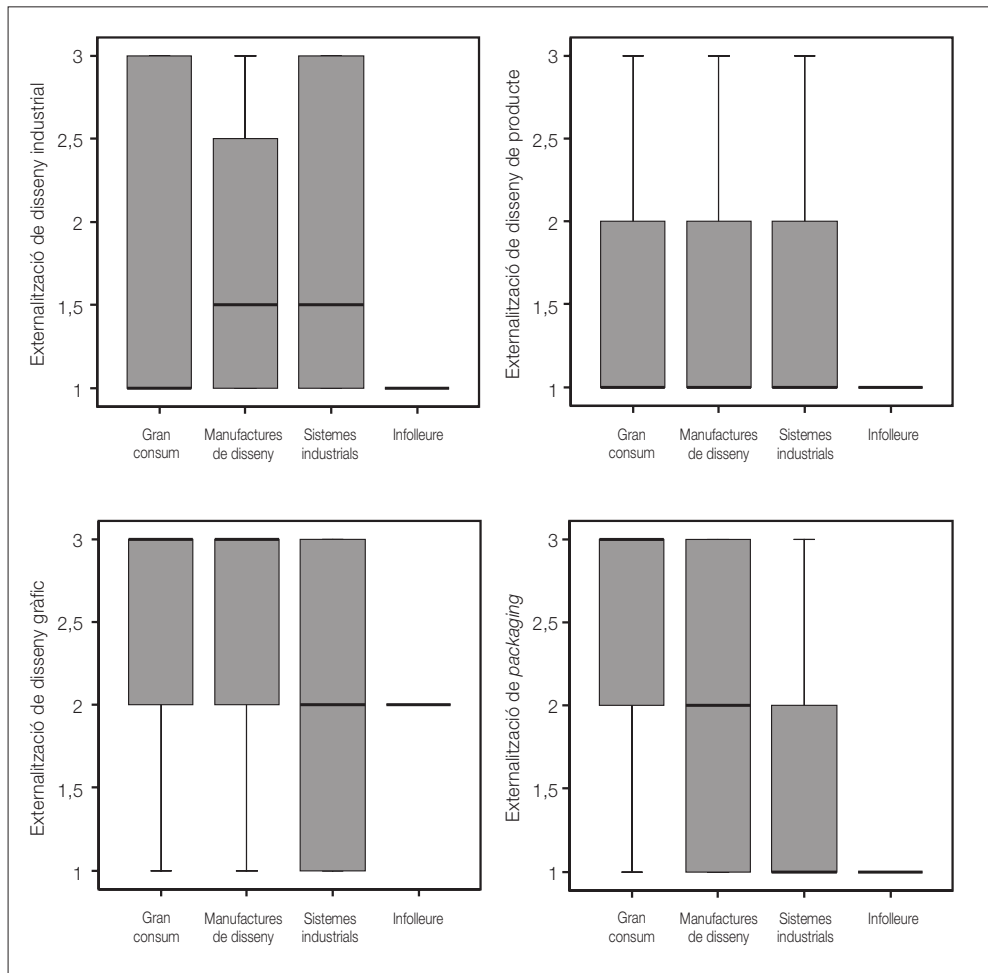 Externalització de disseny industrial
3
2,5
2
1,5
1
Gran
consum
Manufactures
de disseny
Sistemes
industrials
Infolleure
Externalització de disseny de producte
3
2,5
2
1,5
1
Gran
consum
Manufactures
de disseny
Sistemes
industrials
Infolleure
Externalització de disseny gràfic
3
2,5
2
1,5
1
Gran
consum
Manufactures
de disseny
Sistemes
industrials
Infolleure
Externalització de packaging
3
2,5
2
1,5
1
Gran
consum
Manufactures
de disseny
Sistemes
industrials
Infolleure